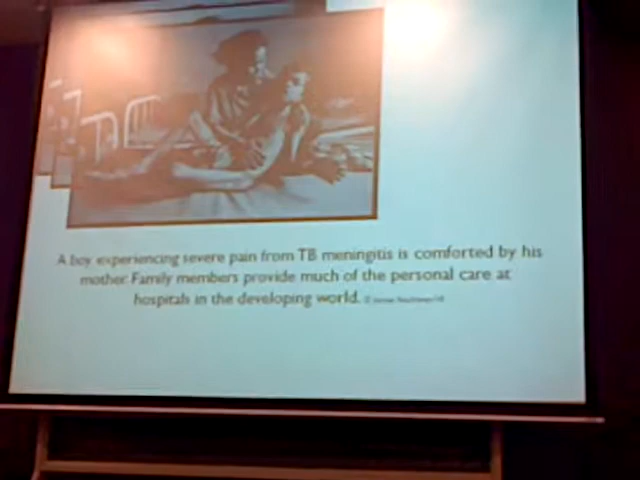 A boy experiencing severe pain from TB meningitis is comforted by his
mother. Family members provide much of the personal care at
hospitals in the developing world. ©